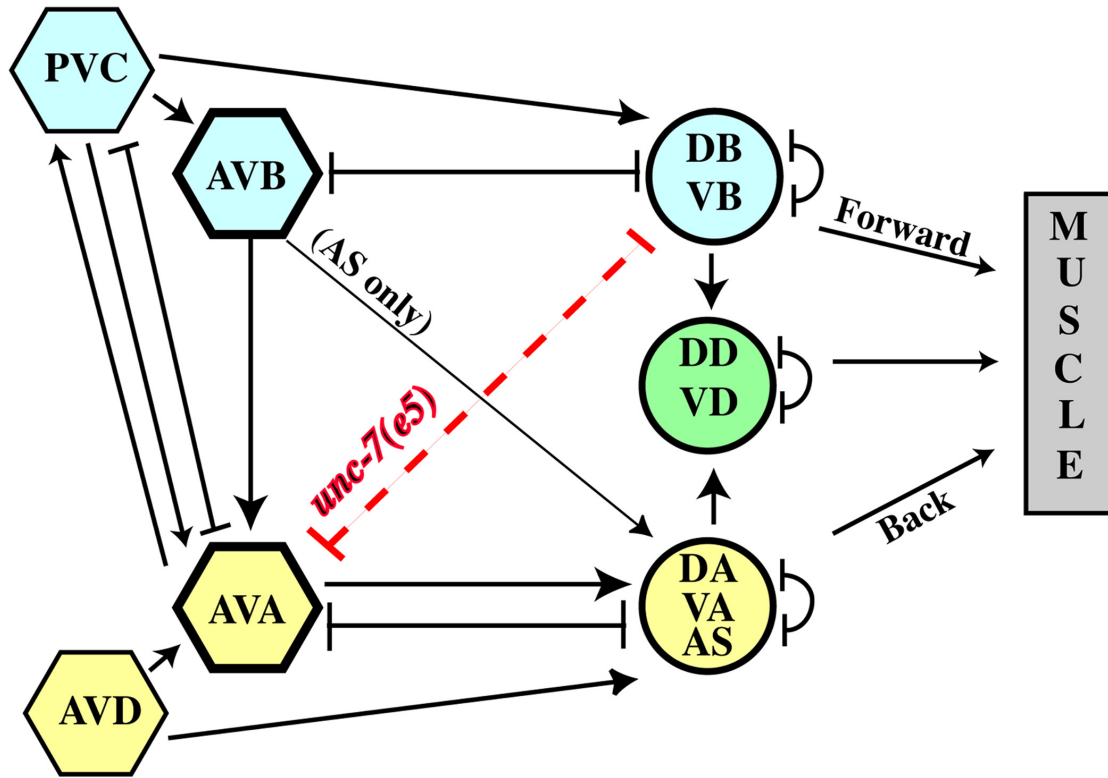 PVC
AVB
DB
VB
(AS only)
Forward
M
U
S
C
L
E
DD
VD
unc-7(e5)
Back
AVA
DA
VA
AS
AVD